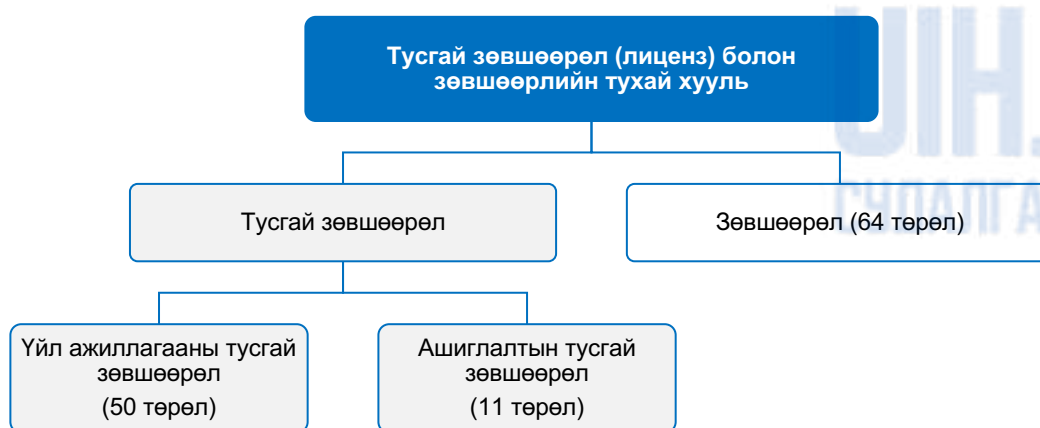 Тусгай зөвшөөрөл (лиценз) болон
зөвшөөрлийн тухай хууль
Тусгай зөвшөөрөл
Зөвшөөрөл (64 төрөл)
Үйл ажиллагааны тусгай
зөвшөөрөл
(50 төрөл)
Ашиглалтын тусгай
зөвшөөрөл
(11 төрөл)